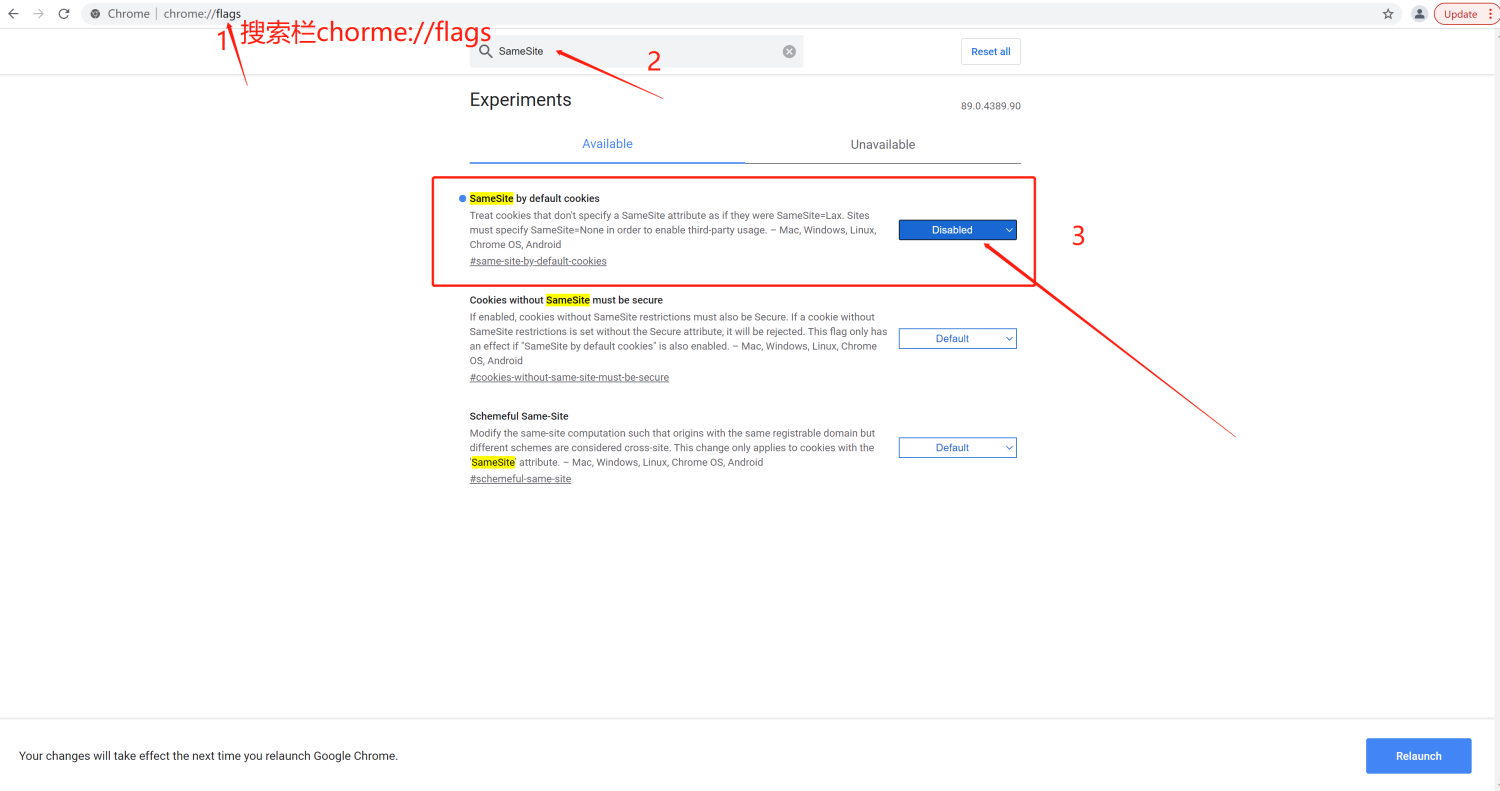 Chrome | chrome://flags
1 搜索栏chorme://flags
SameSite
2
Reset all
Update
Experiments
89.0.4389.90
Available
Unavailable
SameSite by default cookies
Treat cookies that don't specify a SameSite attribute as if they were SameSite=Lax. Sites
must specify SameSite=None in order to enable third-party usage. – Mac, Windows, Linux,
Chrome OS, Android
#same-site-by-default-cookies
Disabled
3
Cookies without SameSite must be secure
If enabled, cookies without SameSite restrictions must also be Secure. If a cookie without
SameSite restrictions is set without the Secure attribute, it will be rejected. This flag only has
an effect if "SameSite by default cookies" is also enabled. – Mac, Windows, Linux, Chrome
OS, Android
#cookies-without-same-site-must-be-secure
Default
Schemeful Same-Site
Modify the same-site computation such that origins with the same registrable domain but
different schemes are considered cross-site. This change only applies to cookies with the
'SameSite' attribute. – Mac, Windows, Linux, Chrome OS, Android
#schemeful-same-site
Default
Your changes will take effect the next time you relaunch Google Chrome.
Relaunch